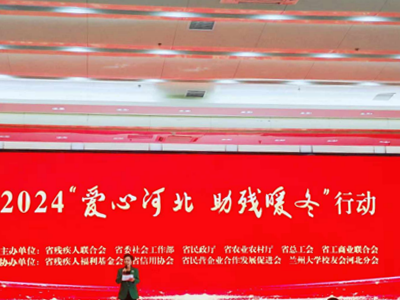 2024“爱心河北 助残暖冬”行动
主办单位：省残疾人联合会 省委社会工作部 省民政厅 省农业农村厅 省总工会 省工商业联合会
协办单位：省残疾人福利基金会 省信用协会 省民营企业合作发展促进会 兰州大学校友会河北分会